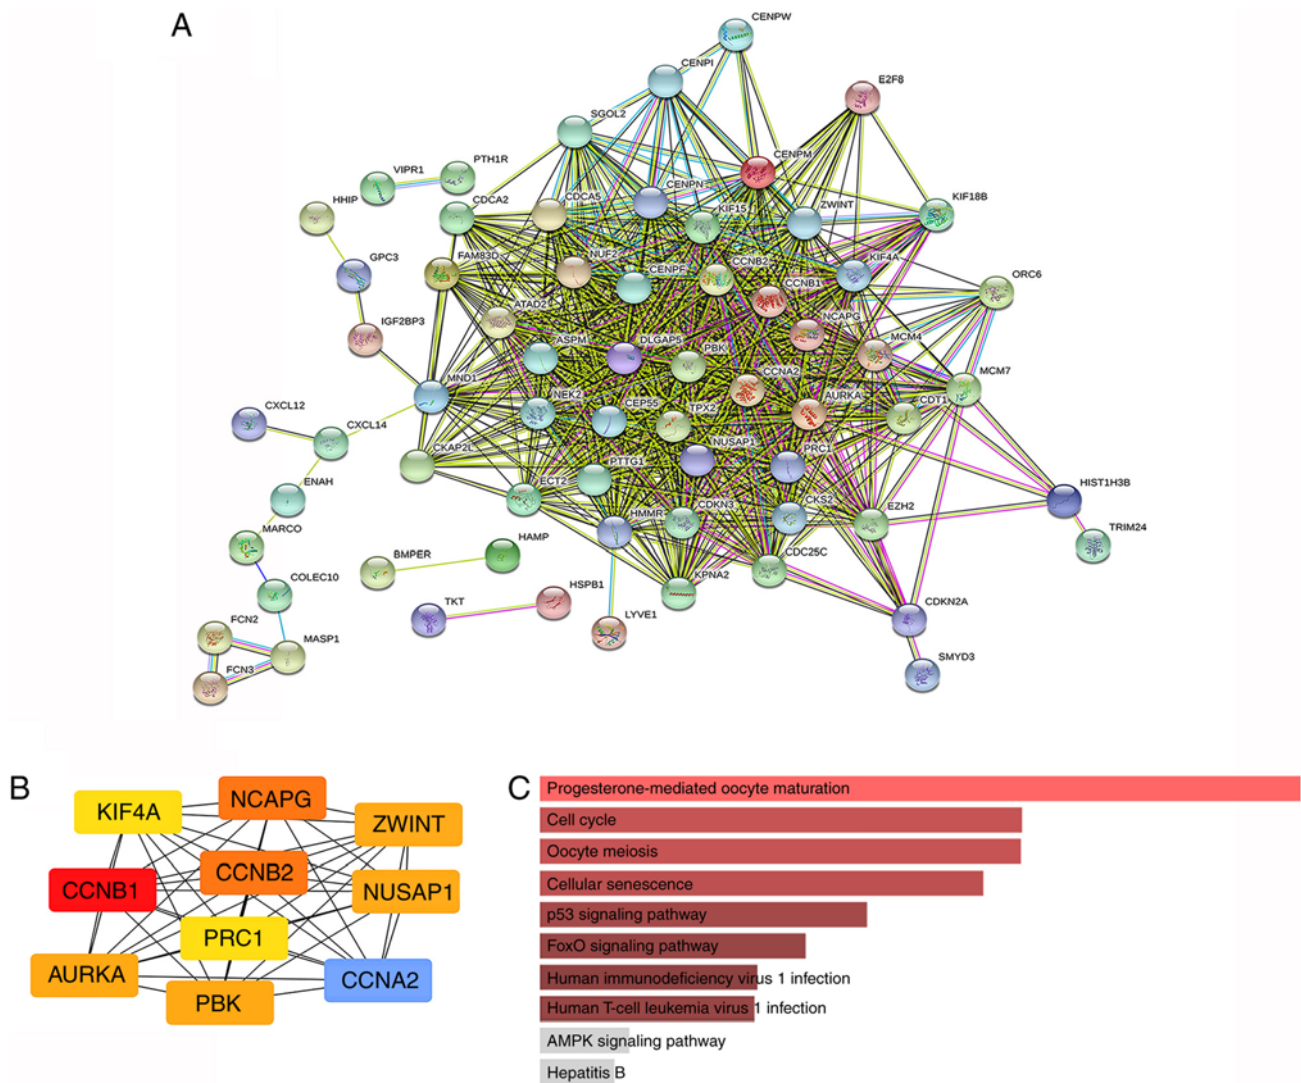 A
CENPW
CENPI
E2F8
SGOL2
CENPM
PTH1R
VIPR1
CENPN
HHIP
CDCA2
CDCA5
KIF15
ZWINT
KIF18B
GPC3
FAM83D
NUF2
CENPF
CCNB2
KIF4A
CCNB1
ORC6
ATAD2
IGF2BP3
NCAPG
ASPM
DLGAP5
PBK
MCM4
MND1
CCNA2
MCM7
NEK2
CEP55
TPX2
AURKA
CDT1
CXCL12
CXCL14
NUSAP1
PRC1
CKAP2L
PTTG1
ENAH
ECT2
HIST1H3B
CDKN3
CKS2
EZH2
MARCO
HMMR
TRIM24
BMPER
HAMP
CDC25C
KPNA2
COLEC10
HSPB1
TKT
CDKN2A
LYVE1
FCN2
MASP1
SMYD3
FCN3
B
KIF4A
NCAPG
ZWINT
CCNB1
CCNB2
NUSAP1
PRC1
AURKA
PBK
CCNA2
C
Progesterone-mediated oocyte maturation
Cell cycle
Oocyte meiosis
Cellular senescence
p53 signaling pathway
FoxO signaling pathway
Human immunodeficiency virus 1 infection
Human T-cell leukemia virus 1 infection
AMPK signaling pathway
Hepatitis B